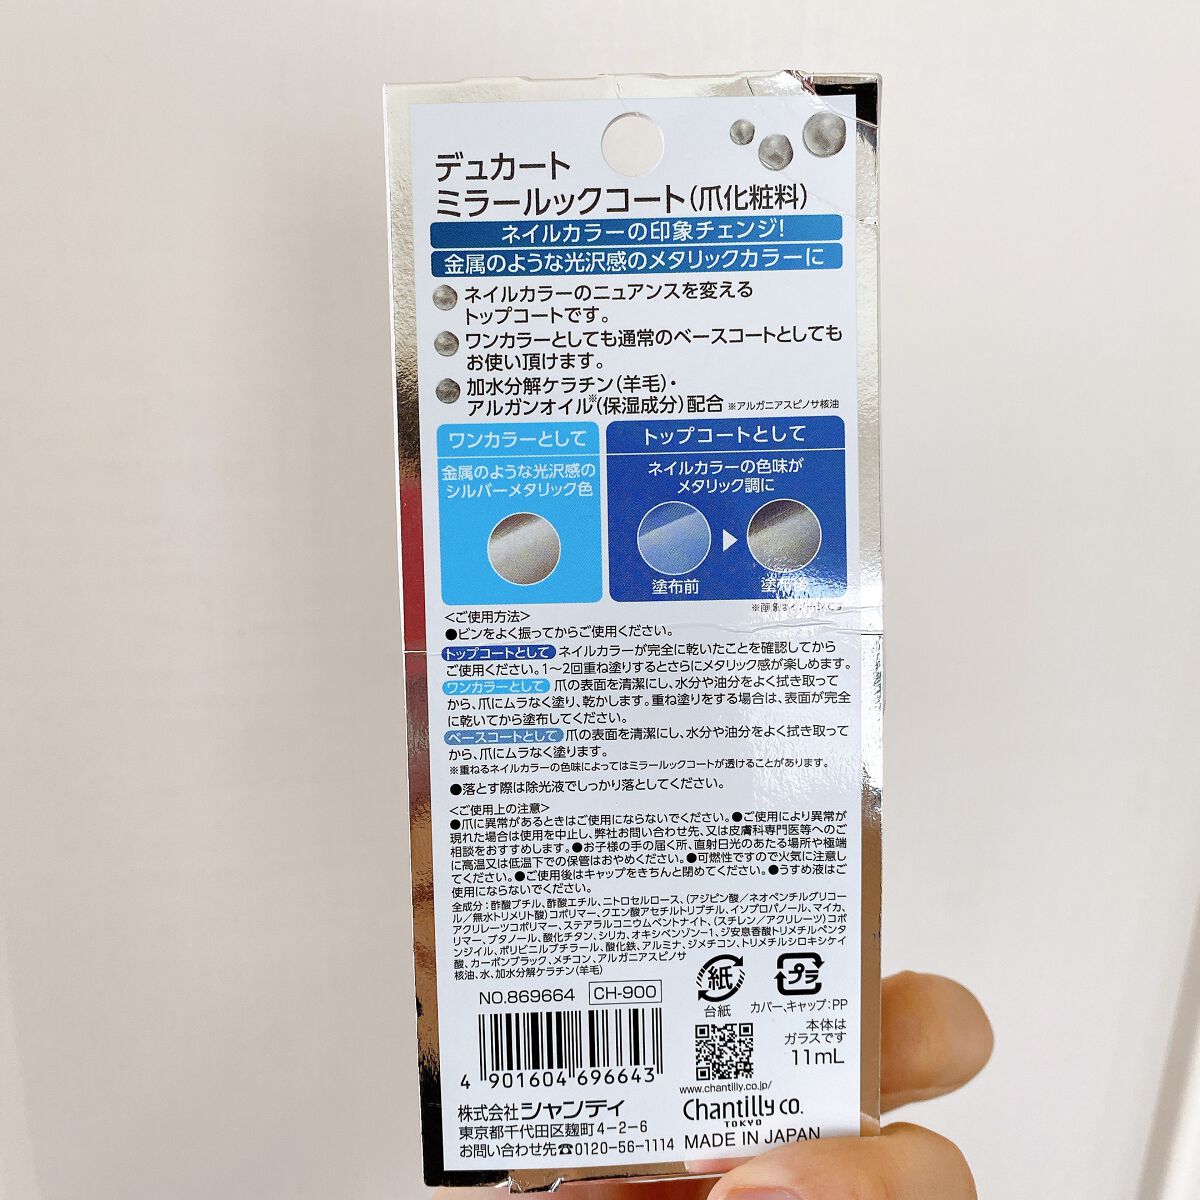 デュカート
ミラールックコート(爪化粧料)
ネイルカラーの印象チェンジ!
金属のような光沢感のメタリックカラーに
ネイルカラーのニュアンスを変える
トップコートです。
ワンカラーとしても通常のベースコートとしても
お使い頂けます。
加水分解ケラチン(羊毛)・
アルガンオイル※(保湿成分)配合 ※アルガニアスピノサ核油
ワンカラーとして
金属のような光沢感の
シルバーメタリック色
トップコートとして
ネイルカラーの色味が
メタリック調に
塗布前
塗布後
※画像はイメージです
<ご使用方法>
●ビンをよく振ってからご使用ください。
トップコートとして ネイルカラーが完全に乾いたことを確認してから
ご使用ください。1〜2回重ね塗りするとさらにメタリック感が楽しめます。
ワンカラーとして 爪の表面を清潔にし、水分や油分をよく拭き取って
から、爪にムラなく塗り、乾かします。重ね塗りをする場合は、表面が完全
に乾いてから塗布してください。
ベースコートとして 爪の表面を清潔にし、水分や油分をよく拭き取って
から、爪にムラなく塗ります。
※重ねるネイルカラーの色味によってはミラールックコートが透けることがあります。
●落とす際は除光液でしっかり落としてください。
<ご使用上の注意>
●爪に異常があるときはご使用にならないでください。●ご使用により異常が
現れた場合は使用を中止し、弊社お問い合わせ先、又は皮膚科専門医等へのご
相談をおすすめします。●お子様の手の届く所、直射日光のあたる場所や極端
に高温又は低温下での保管はおやめください。●可燃性ですので火気に注意し
てください。●ご使用後はキャップをきちんと閉めてください。●うすめ液はご
使用にならないでください。
全成分:酢酸ブチル、酢酸エチル、ニトロセルロース、(アジピン酸/ネオペンチルグリコー
ル/無水トリメリト酸)コポリマー、クエン酸アセチルトリブチル、イソプロパノール、マイカ、
アクリレーツコポリマー、ステアラルコニウムベントナイト、(スチレン/アクリレーツ)コポ
リマー、ブタノール、酸化チタン、シリカ、オキシベンゾン-1、ジ安息香酸トリメチルペンタ
ンジイル、ポリビニルブチラール、酸化鉄、アルミナ、ジメチコン、トリメチルシロキシケイ
酸、カーボンブラック、メチコン、アルガニアスピノサ
核油、水、加水分解ケラチン(羊毛)
NO.869664 CH-900
紙
台紙
プラ
カバー、キャップ:PP
本体は
ガラスです
11mL
4 901604 696643
www.chantilly.co.jp/
株式会社シャンティ
東京都千代田区麹町4-2-6
お問い合わせ先☎0120-56-1114
Chantilly CO.
TOKYO
MADE IN JAPAN